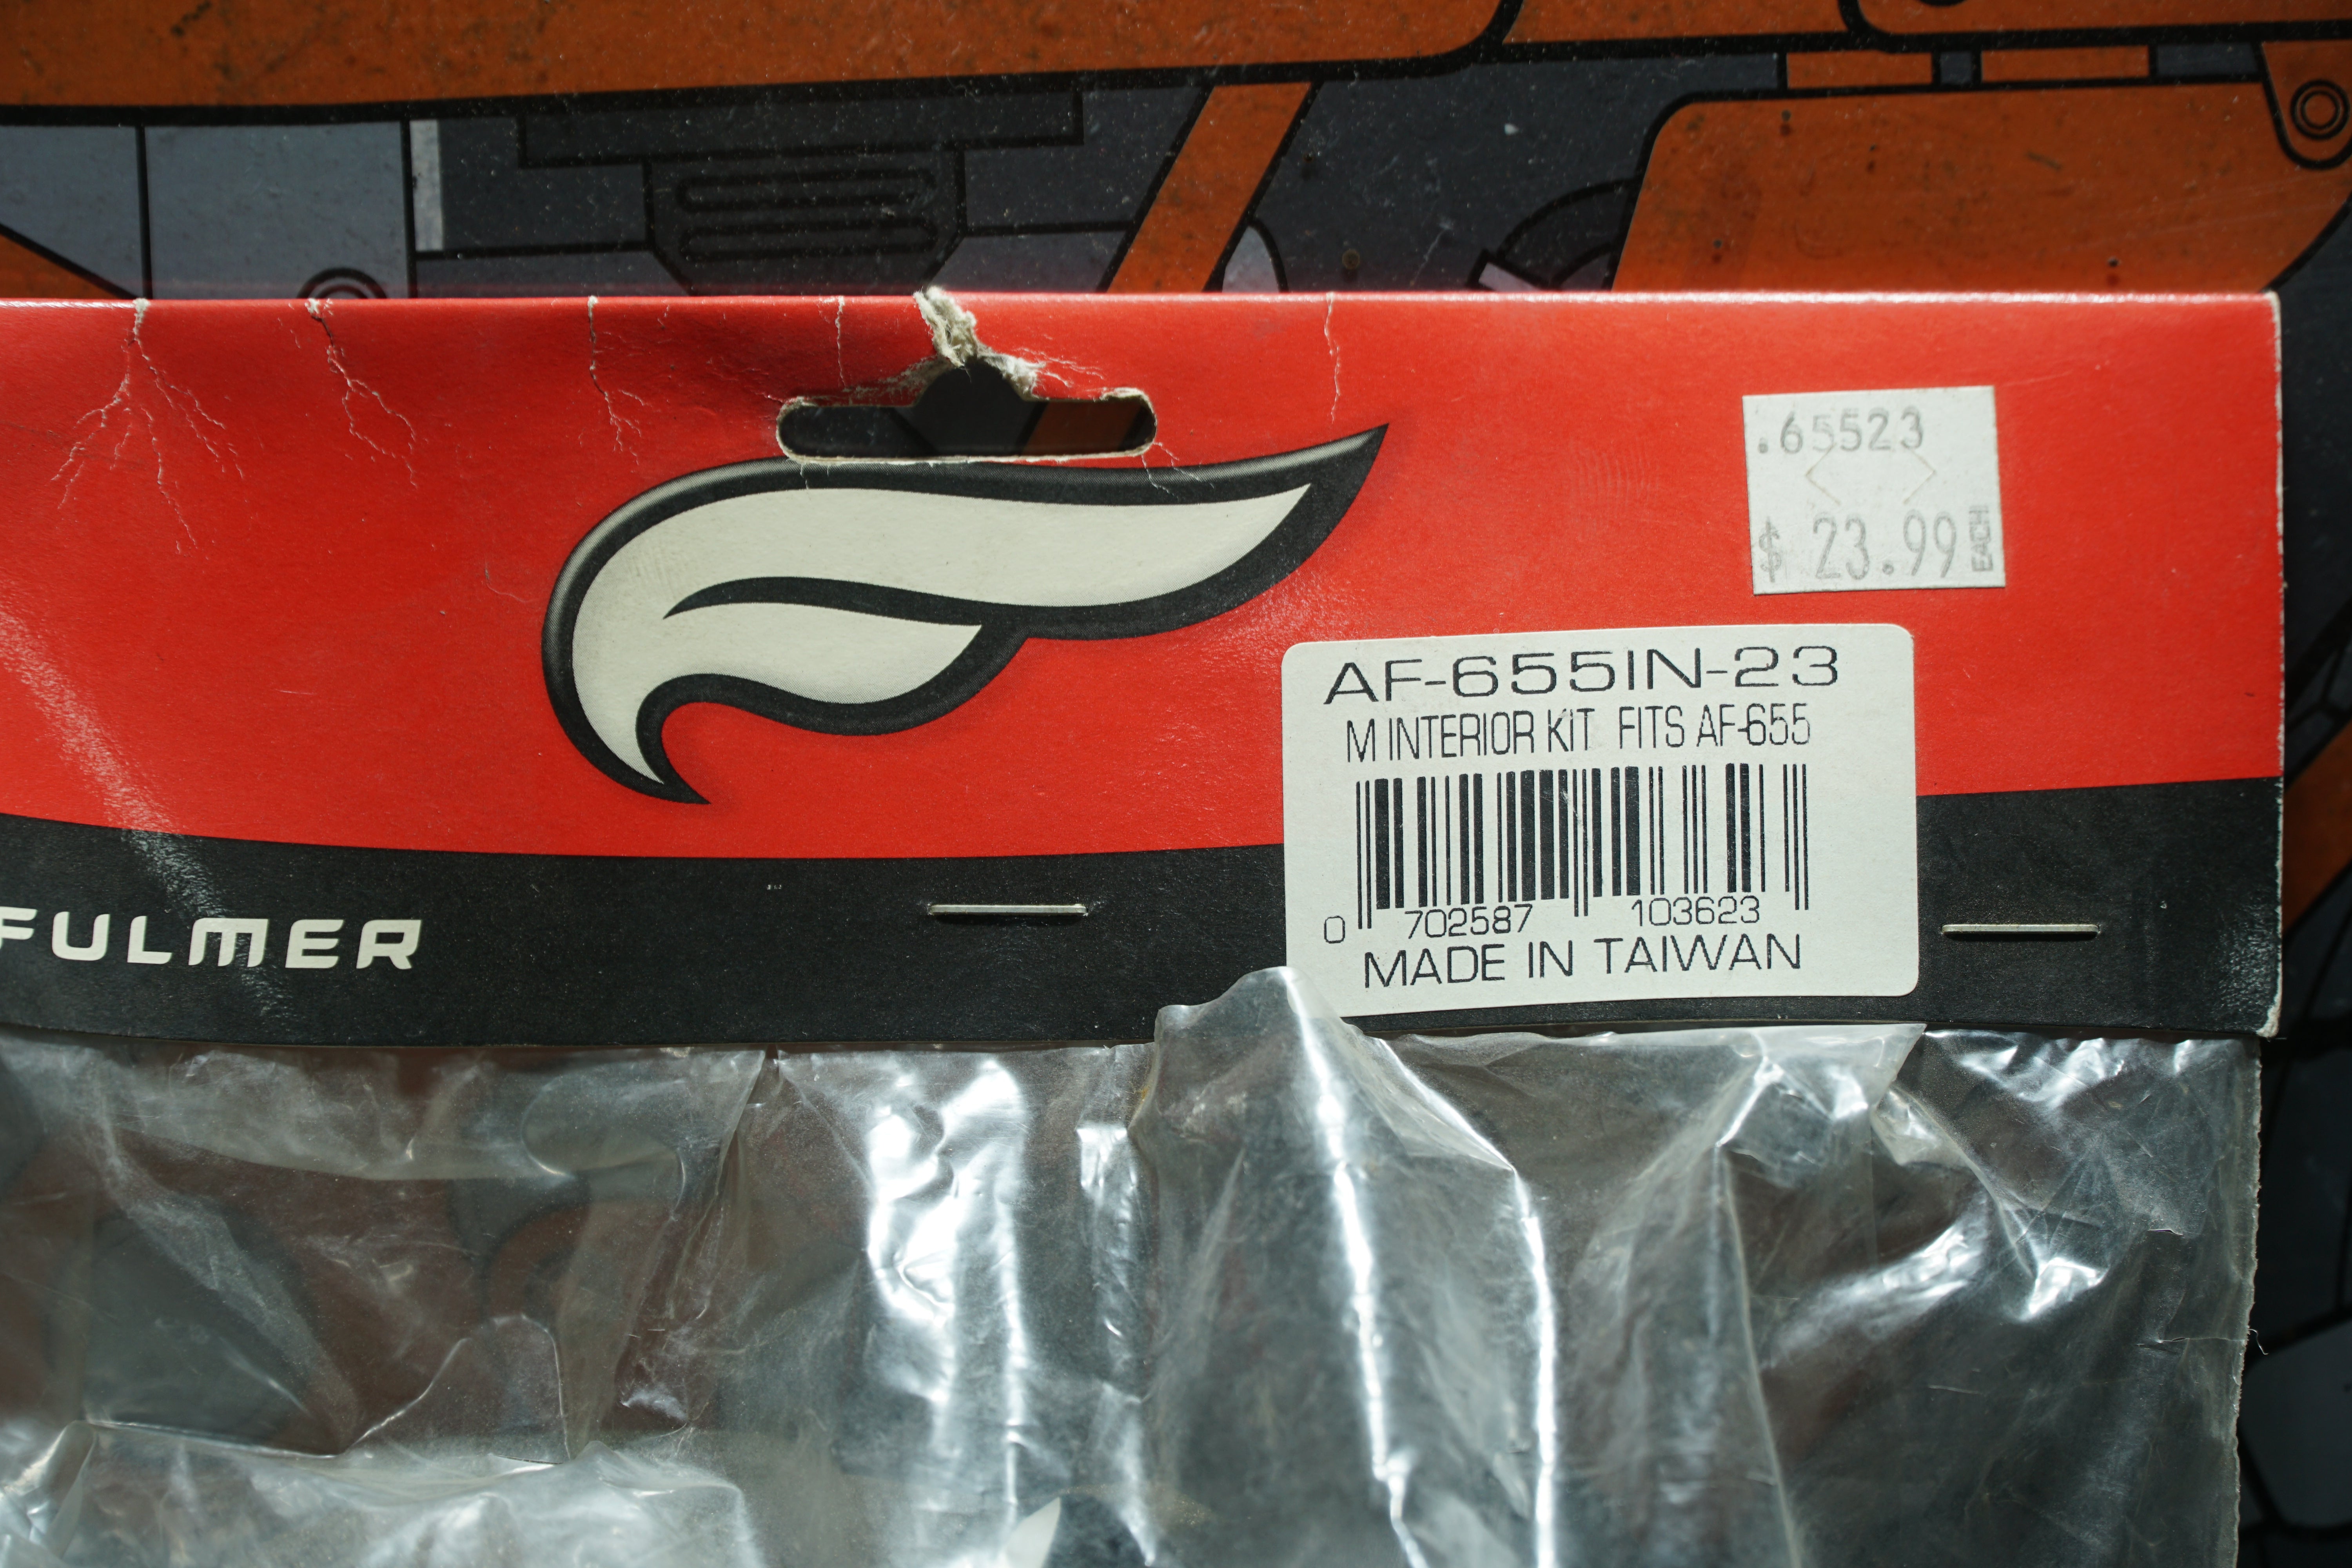 .65523
$ 23.99 EACH
AF-655IN-23
M INTERIOR KIT FITS AF-655
0 702587 103623
MADE IN TAIWAN
FULMER